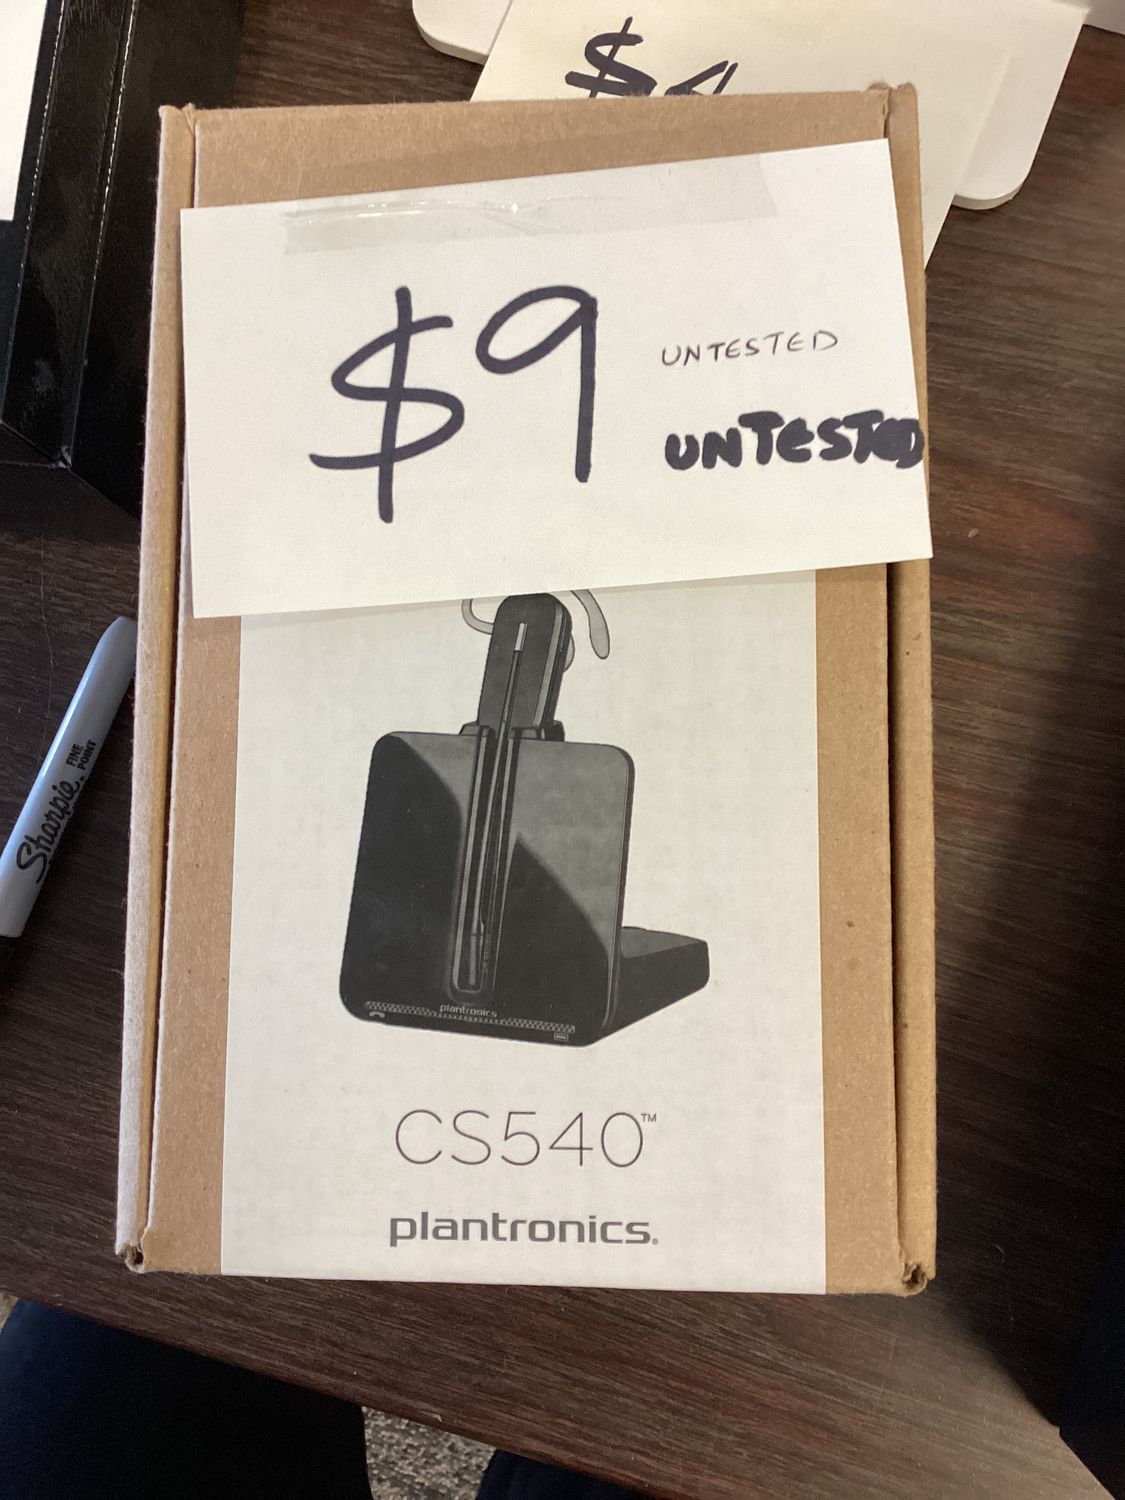 $
$9
UNTESTED
UNTESTED
Sharpie.
FINE
POINT
plantronics
CS540™
plantronics.